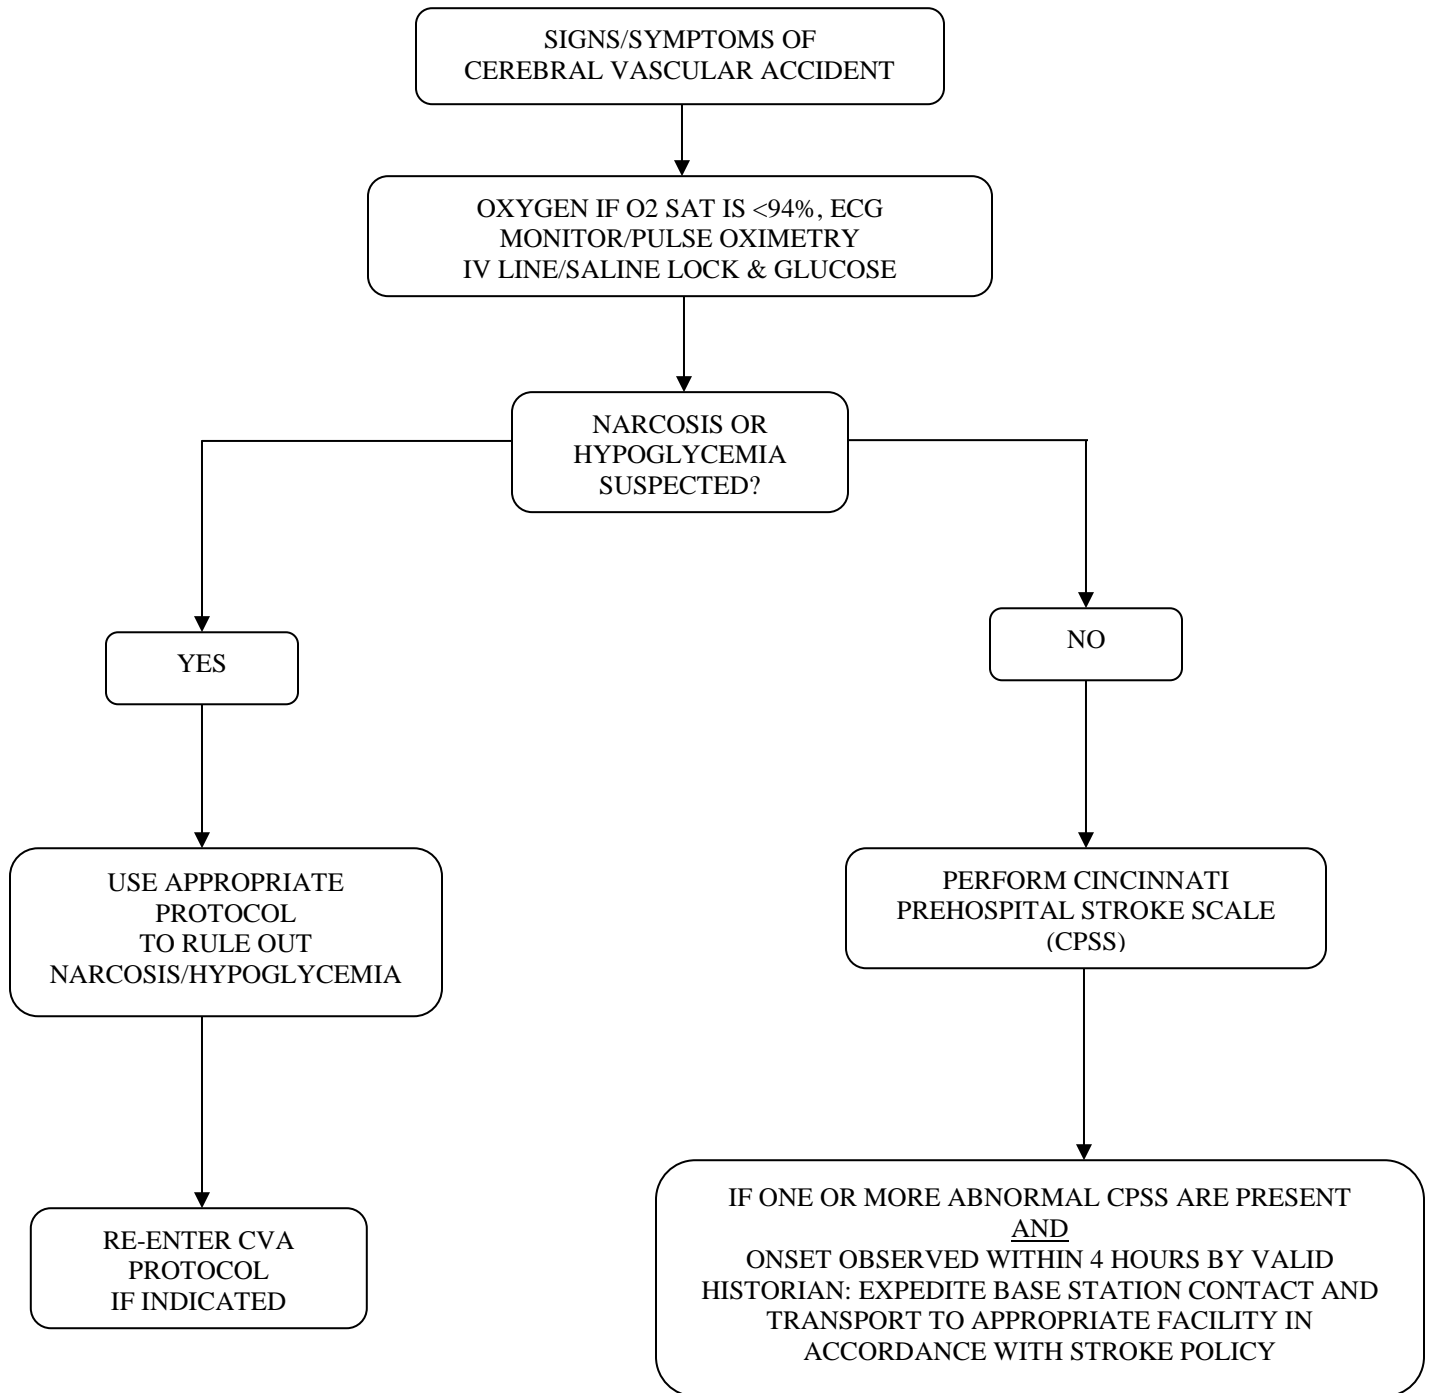 SIGNS/SYMPTOMS OF
CEREBRAL VASCULAR ACCIDENT
OXYGEN IF O2 SAT IS <94%, ECG
MONITOR/PULSE OXIMETRY
IV LINE/SALINE LOCK & GLUCOSE
NARCOSIS OR
HYPOGLYCEMIA
SUSPECTED?
YES
NO
USE APPROPRIATE
PROTOCOL
TO RULE OUT
NARCOSIS/HYPOGLYCEMIA
PERFORM CINCINNATI
PREHOSPITAL STROKE SCALE
(CPSS)
RE-ENTER CVA
PROTOCOL
IF INDICATED
IF ONE OR MORE ABNORMAL CPSS ARE PRESENT
AND
ONSET OBSERVED WITHIN 4 HOURS BY VALID
HISTORIAN: EXPEDITE BASE STATION CONTACT AND
TRANSPORT TO APPROPRIATE FACILITY IN
ACCORDANCE WITH STROKE POLICY